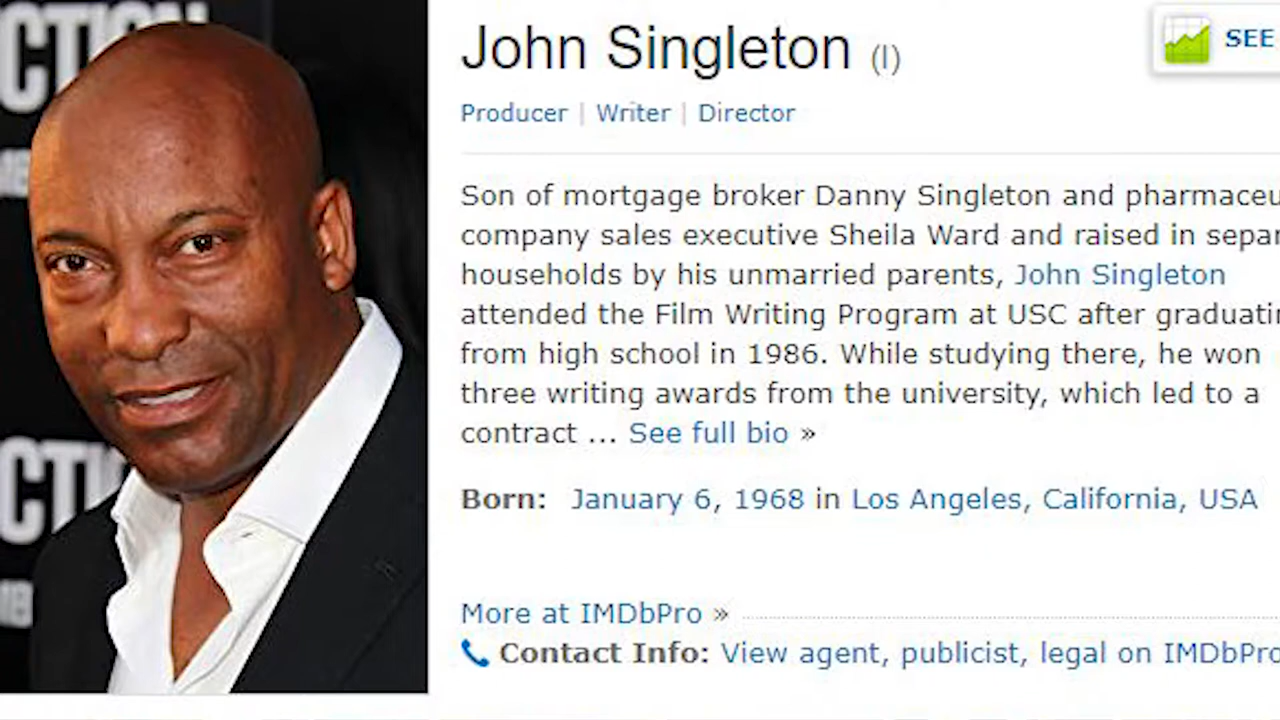 John Singleton (I)
SEE
Producer | Writer | Director
Son of mortgage broker Danny Singleton and pharmaceu
company sales executive Sheila Ward and raised in separ
households by his unmarried parents, John Singleton
attended the Film Writing Program at USC after graduatin
from high school in 1986. While studying there, he won
three writing awards from the university, which led to a
contract ... See full bio »
Born: January 6, 1968 in Los Angeles, California, USA
More at IMDbPro »
Contact Info: View agent, publicist, legal on IMDbPro
CTI
CTI